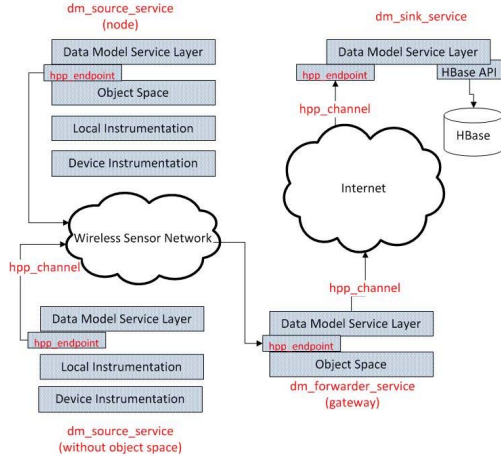 dm_source_service
(node)
Data Model Service Layer
hpp_endpoint
Object Space
Local Instrumentation
Device Instrumentation
Wireless Sensor Network
hpp_channel
Data Model Service Layer
hpp_endpoint
Local Instrumentation
Device Instrumentation
dm_source_service
(without object space)
dm_sink_service
Data Model Service Layer
hpp_endpoint
HBase API
hpp_channel
HBase
Internet
hpp_channel
Data Model Service Layer
hpp_endpoint
Object Space
dm_forwarder_service
(gateway)